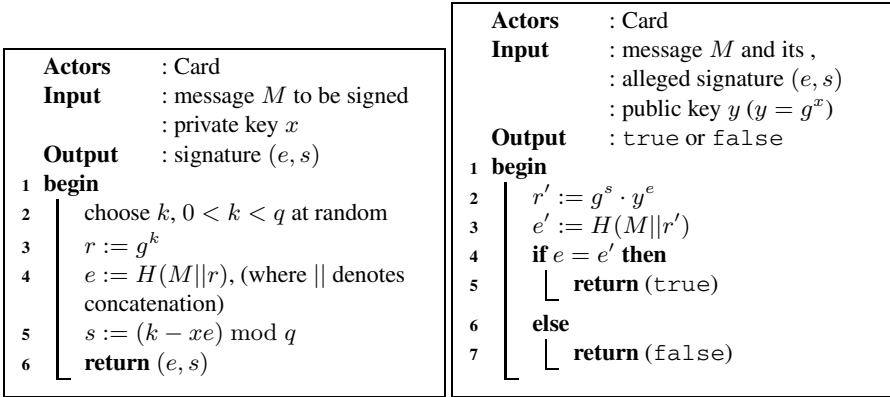 Actors : Card
Input : message M to be signed
: private key x
Output : signature (e, s)
1 begin
2 choose k, 0 < k < q at random
3 r := g^k
4 e := H(M||r), (where || denotes
concatenation)
5 s := (k − xe) mod q
6 return (e, s)
Actors : Card
Input : message M and its ,
: alleged signature (e, s)
: public key y (y = g^x)
Output : true or false
1 begin
2 r′ := g^s · y^e
3 e′ := H(M||r′)
4 if e = e′ then
5 return (true)
6 else
7 return (false)